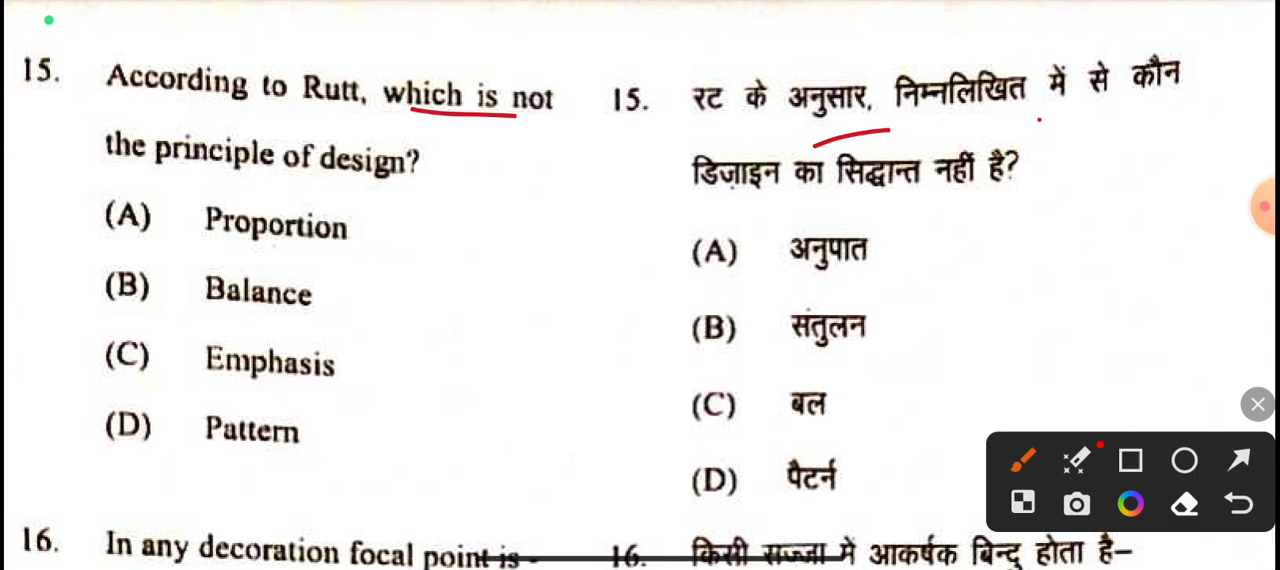 15. According to Rutt, which is not
the principle of design?
(A) Proportion
(B) Balance
(C) Emphasis
(D) Pattern
16. In any decoration focal point is -
15. रट के अनुसार, निम्नलिखित में से कौन
डिज़ाइन का सिद्धान्त नहीं है?
(A) अनुपात
(B) संतुलन
(C) बल
(D) पैटर्न
16. किसी सज्जा में आकर्षक बिन्दु होता है–